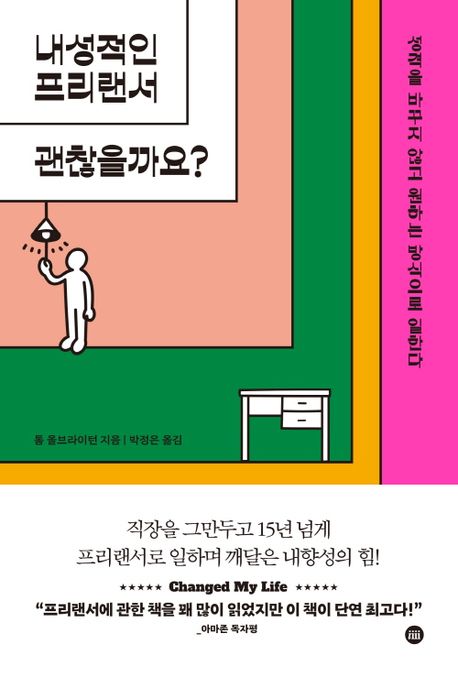 내성적인
프리랜서
괜찮을까요?
성격을 바꾸지 않고 원하는 방식으로 일한다
톰 올브라이턴 지음 | 박정은 옮김
직장을 그만두고 15년 넘게
프리랜서로 일하며 깨달은 내향성의 힘!
★★★★★ Changed My Life ★★★★★
“프리랜서에 관한 책을 꽤 많이 읽었지만 이 책이 단연 최고다!”
_아마존 독자평